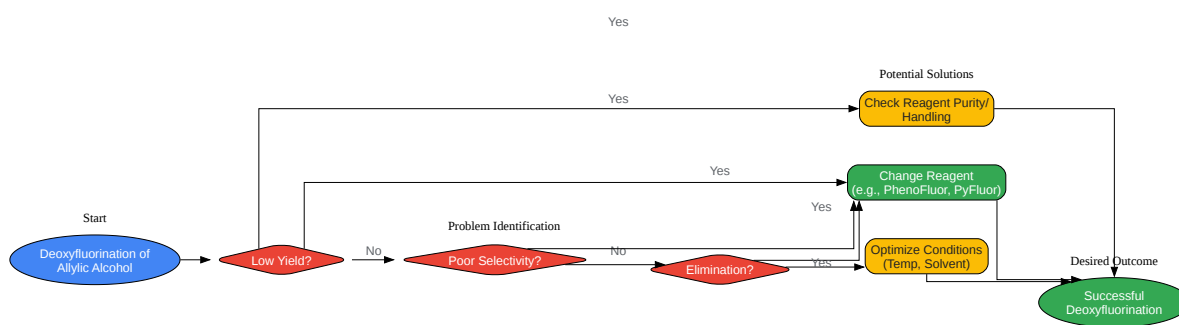 Yes
Potential Solutions
Yes
Check Reagent Purity/
Handling
Yes
Change Reagent
(e.g., PhenoFluor, PyFluor)
Yes
Start
Problem Identification
Deoxyfluorination of
Allylic Alcohol
Low Yield?
No
Poor Selectivity?
No
Elimination?
Yes
Optimize Conditions
(Temp, Solvent)
Desired Outcome
Successful
Deoxyfluorination